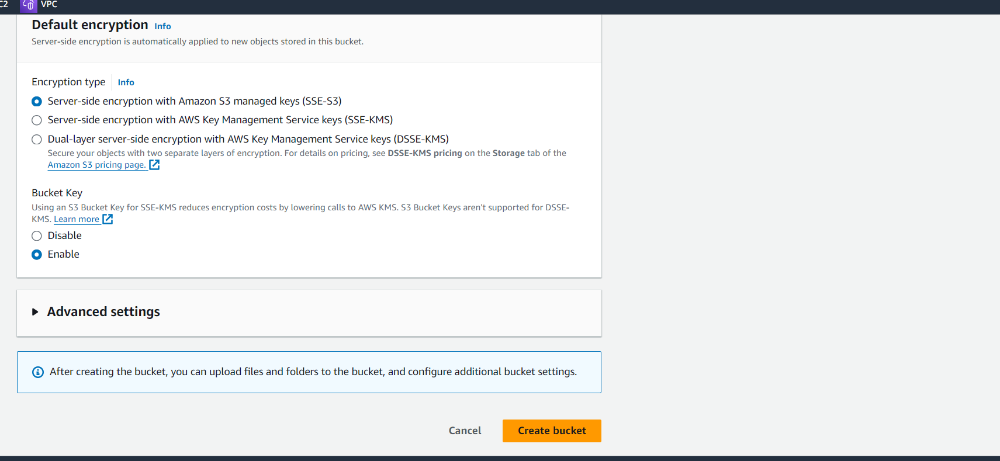 C2 VPC
Default encryption Info
Server-side encryption is automatically applied to new objects stored in this bucket.
Encryption type Info
Server-side encryption with Amazon S3 managed keys (SSE-S3)
Server-side encryption with AWS Key Management Service keys (SSE-KMS)
Dual-layer server-side encryption with AWS Key Management Service keys (DSSE-KMS)
Secure your objects with two separate layers of encryption. For details on pricing, see DSSE-KMS pricing on the Storage tab of the
Amazon S3 pricing page.
Bucket Key
Using an S3 Bucket Key for SSE-KMS reduces encryption costs by lowering calls to AWS KMS. S3 Bucket Keys aren't supported for DSSE-
KMS. Learn more
Disable
Enable
Advanced settings
After creating the bucket, you can upload files and folders to the bucket, and configure additional bucket settings.
Cancel Create bucket